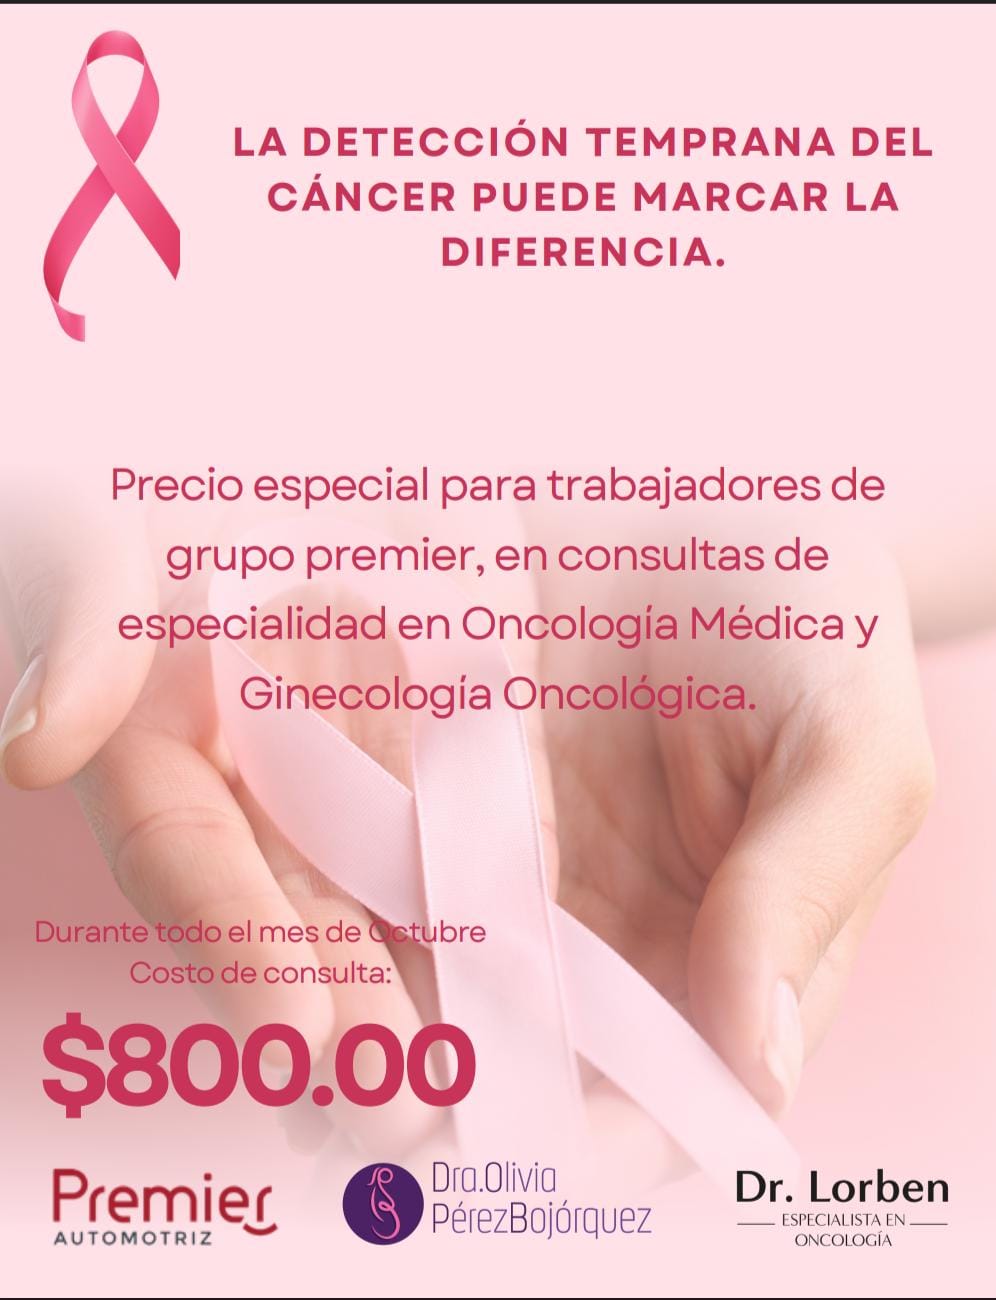 LA DETECCIÓN TEMPRANA DEL
CÁNCER PUEDE MARCAR LA
DIFERENCIA.
Precio especial para trabajadores de
grupo premier, en consultas de
especialidad en Oncología Médica y
Ginecología Oncológica.
Durante todo el mes de Octubre
Costo de consulta:
$800.00
Premier
AUTOMOTRIZ
Dra.Olivia
PérezBojórquez
Dr. Lorben
ESPECIALISTA EN
ONCOLOGÍA